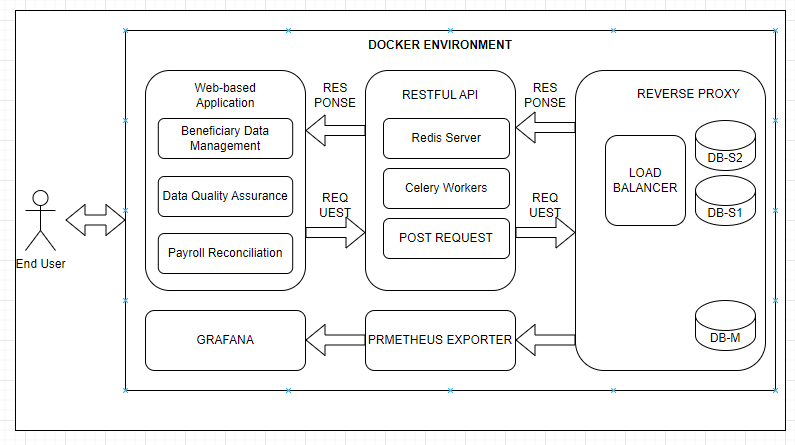 DOCKER ENVIRONMENT
Web-based
Application
Beneficiary Data
Management
Data Quality Assurance
Payroll Reconciliation
RES
PONSE
REQ
UEST
RESTFUL API
Redis Server
Celery Workers
POST REQUEST
RES
PONSE
REQ
UEST
REVERSE PROXY
LOAD
BALANCER
DB-S2
DB-S1
DB-M
End User
GRAFANA
PRMETHEUS EXPORTER